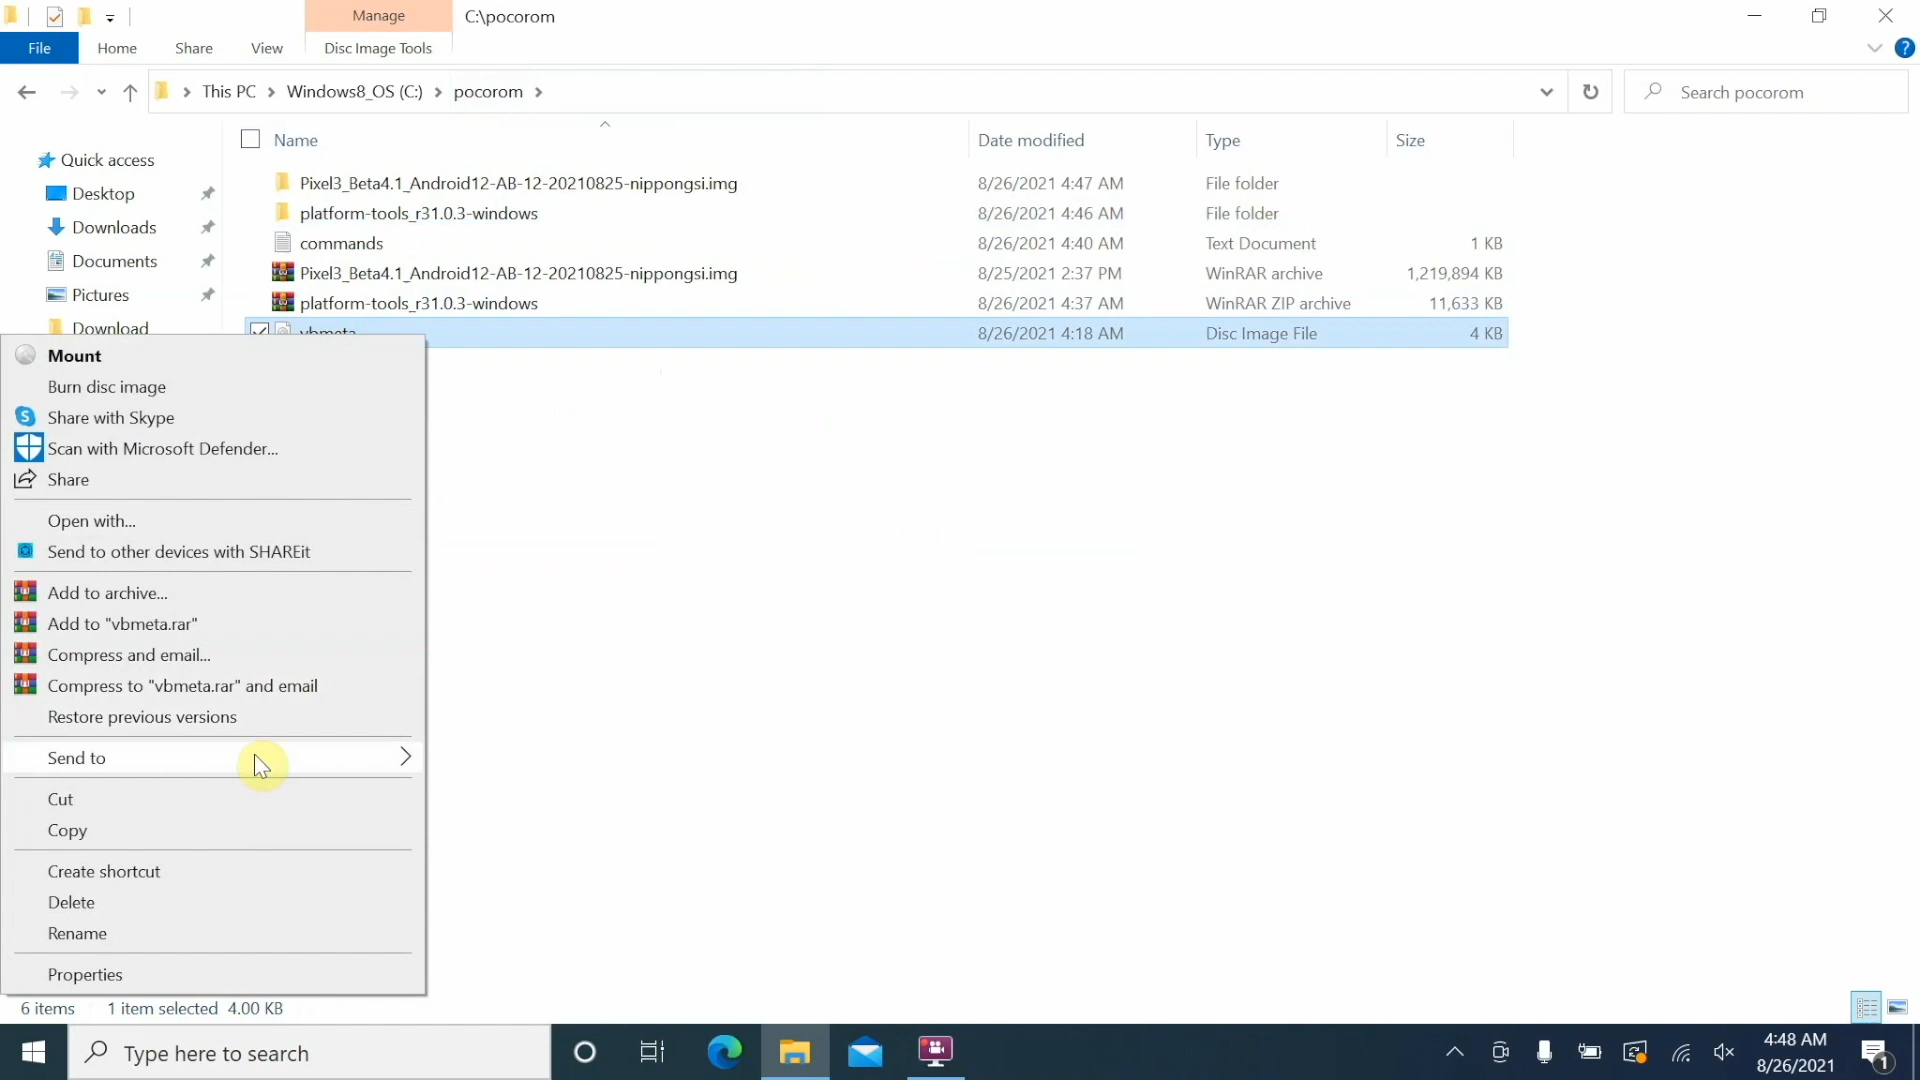 Manage
C:\pocorom
File
Home
Share
View
Disc Image Tools
?
This PC
Windows8_OS (C:)
pocorom
Search pocorom
Name
Date modified
Type
Size
Quick access
Desktop
Downloads
Documents
Pictures
Download
Pixel3_Beta4.1_Android12-AB-12-20210825-nippongsi.img 8/26/2021 4:47 AM File folder
platform-tools_r31.0.3-windows 8/26/2021 4:46 AM File folder
commands 8/26/2021 4:40 AM Text Document 1 KB
Pixel3_Beta4.1_Android12-AB-12-20210825-nippongsi.img 8/25/2021 2:37 PM WinRAR archive 1,219,894 KB
platform-tools_r31.0.3-windows 8/26/2021 4:37 AM WinRAR ZIP archive 11,633 KB
vbmeta 8/26/2021 4:18 AM Disc Image File 4 KB
Mount
Burn disc image
Share with Skype
Scan with Microsoft Defender...
Share
Open with...
Send to other devices with SHAREit
Add to archive...
Add to "vbmeta.rar"
Compress and email...
Compress to "vbmeta.rar" and email
Restore previous versions
Send to
Cut
Copy
Create shortcut
Delete
Rename
Properties
6 items
1 item selected 4.00 KB
Type here to search
4:48 AM
8/26/2021
1